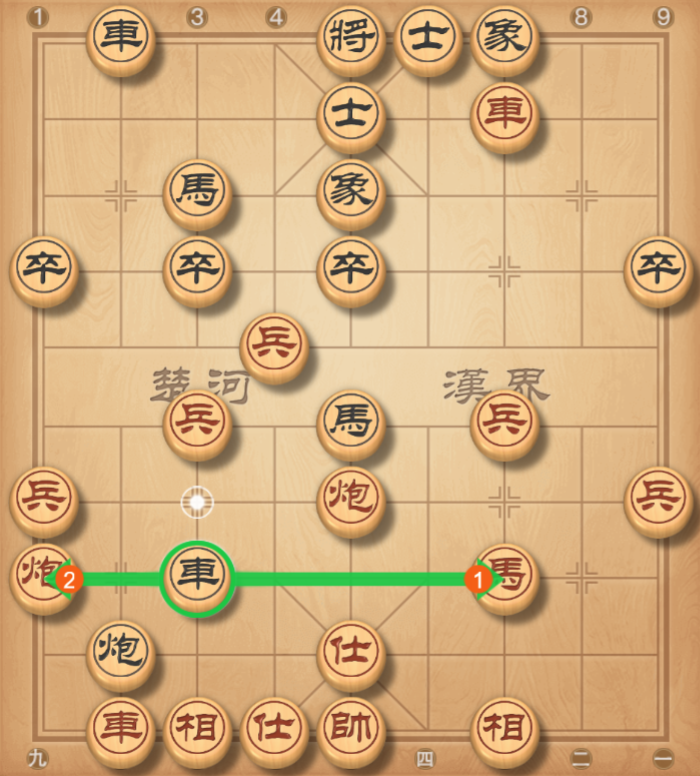 1 3 4 8 9
車 將 士 象
士 車
馬 象
卒 卒 卒 卒
兵
楚河 漢界
兵 馬 兵
兵 炮 兵
炮 2 車 1 馬
炮 仕
車 相 仕 帥 相
九 四 二 一